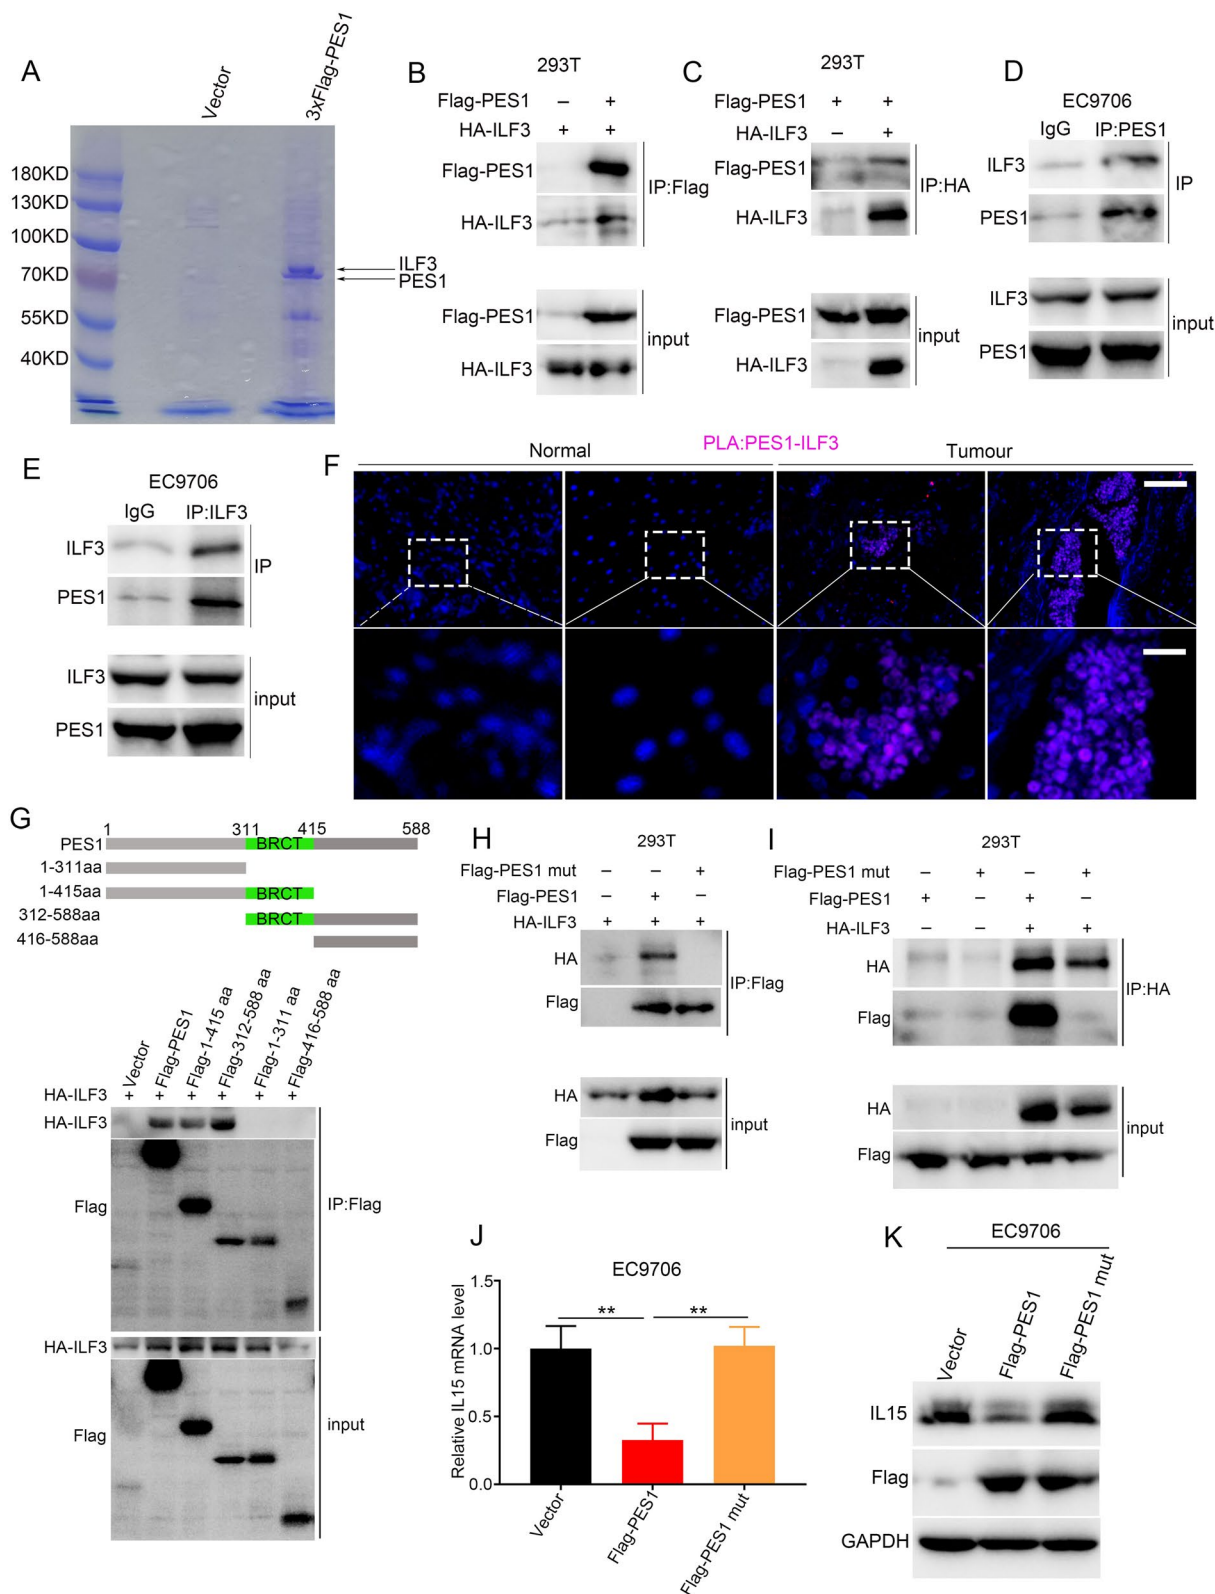 A
Vector
3xFlag-PES1
180KD
130KD
100KD
70KD
55KD
40KD
ILF3
PES1
B
293T
Flag-PES1 – +
HA-ILF3 + +
Flag-PES1
HA-ILF3
IP:Flag
Flag-PES1
HA-ILF3
input
C
293T
Flag-PES1 + +
HA-ILF3 – +
Flag-PES1
HA-ILF3
IP:HA
Flag-PES1
HA-ILF3
input
D
EC9706
IgG IP:PES1
ILF3
PES1
IP
ILF3
PES1
input
E
EC9706
IgG IP:ILF3
ILF3
PES1
IP
ILF3
PES1
input
F
PLA:PES1-ILF3
Normal Tumour
G
1 311 415 588
PES1 BRCT
1-311aa
1-415aa BRCT
312-588aa BRCT
416-588aa
Vector
Flag-PES1
Flag-1-415 aa
Flag-312-588 aa
Flag-1-311 aa
Flag-416-588 aa
HA-ILF3 + + + + + +
HA-ILF3
Flag
IP:Flag
HA-ILF3
Flag
input
H
293T
Flag-PES1 mut – – +
Flag-PES1 – + –
HA-ILF3 + + +
HA
Flag
IP:Flag
HA
Flag
input
I
293T
Flag-PES1 mut – + – +
Flag-PES1 + – + –
HA-ILF3 – – + +
HA
Flag
IP:HA
HA
Flag
input
J
EC9706
Relative IL15 mRNA level
1.5
1.0
0.5
0.0
** **
Vector
Flag-PES1
Flag-PES1 mut
K
EC9706
Vector
Flag-PES1
Flag-PES1 mut
IL15
Flag
GAPDH